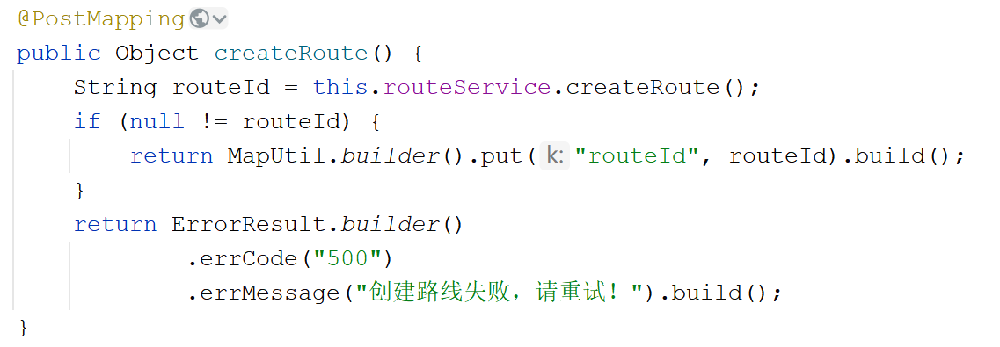 @PostMapping
public Object createRoute() {
    String routeId = this.routeService.createRoute();
    if (null != routeId) {
        return MapUtil.builder().put( k: "routeId", routeId).build();
    }
    return ErrorResult.builder()
            .errCode("500")
            .errMessage("创建路线失败，请重试！").build();
}